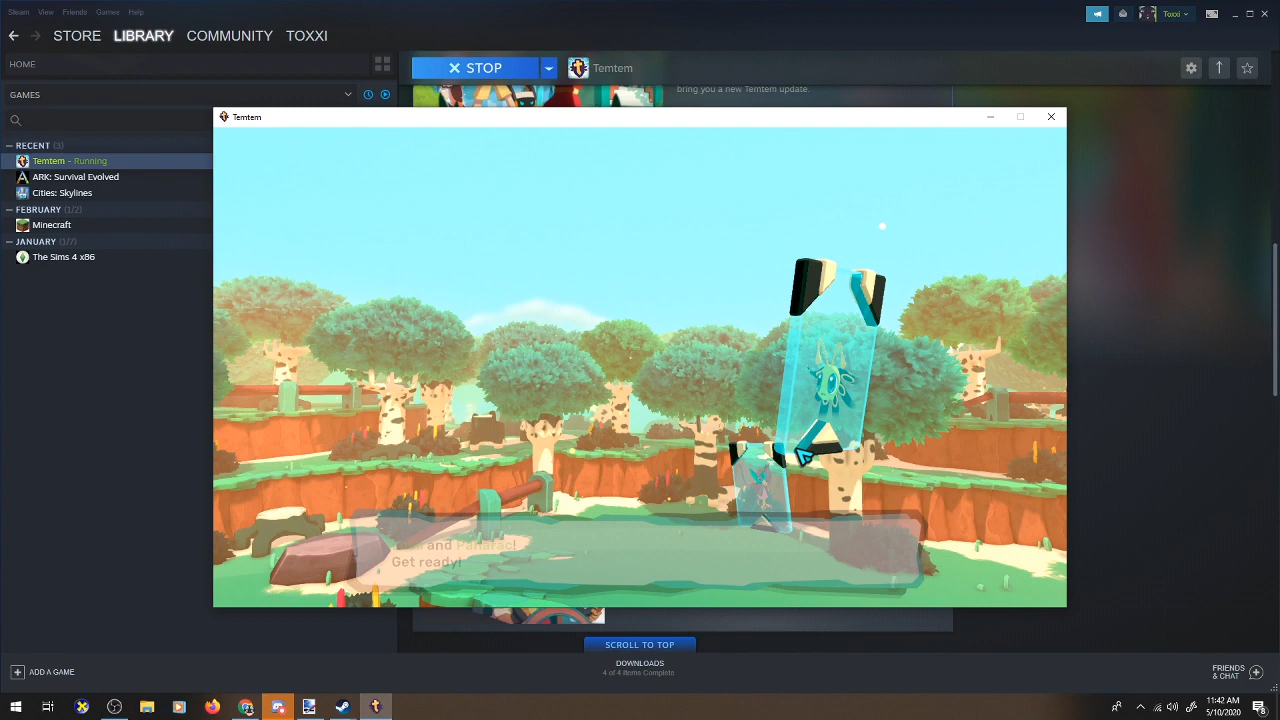 Steam View Friends Games Help
Toxxi
STORE LIBRARY COMMUNITY TOXXI
HOME
STOP
Temtem
GAMES
bring you a new Temtem update.
Temtem
RECENT (3)
Temtem - Running
ARK: Survival Evolved
Cities: Skylines
FEBRUARY (1/2)
Minecraft
JANUARY (1/7)
The Sims 4 x86
and Paharac!
Get ready!
SCROLL TO TOP
ADD A GAME
DOWNLOADS
4 of 4 Items Complete
FRIENDS
& CHAT
11:42 AM
5/10/2020
8